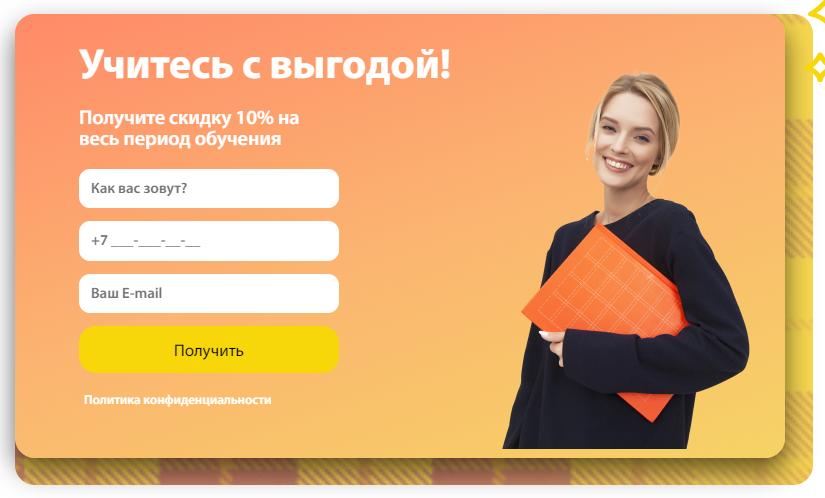 Учитесь с выгодой!
Получите скидку 10% на
весь период обучения
Как вас зовут?
+7 ___-___-__-__
Ваш E-mail
Получить
Политика конфиденциальности